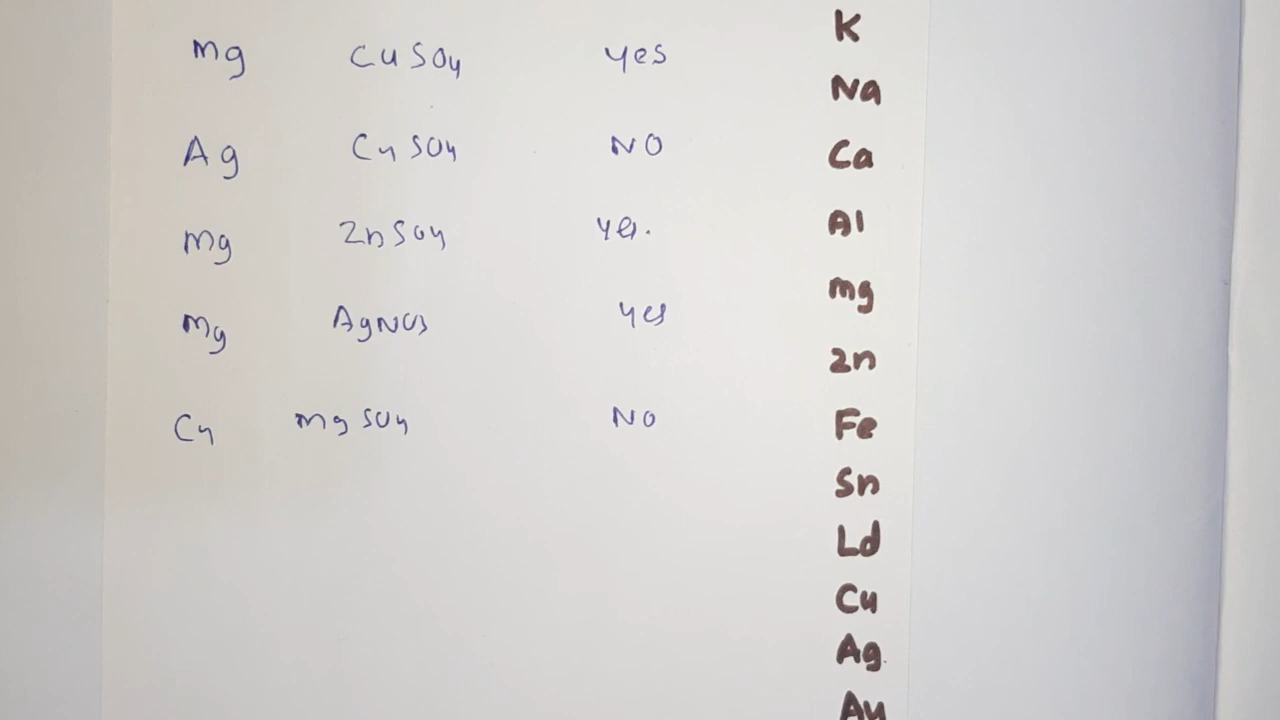 Mg CuSO4 yes
Ag CuSO4 NO
Mg ZnSO4 yes.
Mg AgNO3 yes
Cu MgSO4 NO
K
Na
Ca
Al
Mg
Zn
Fe
Sn
Ld
Cu
Ag
Au